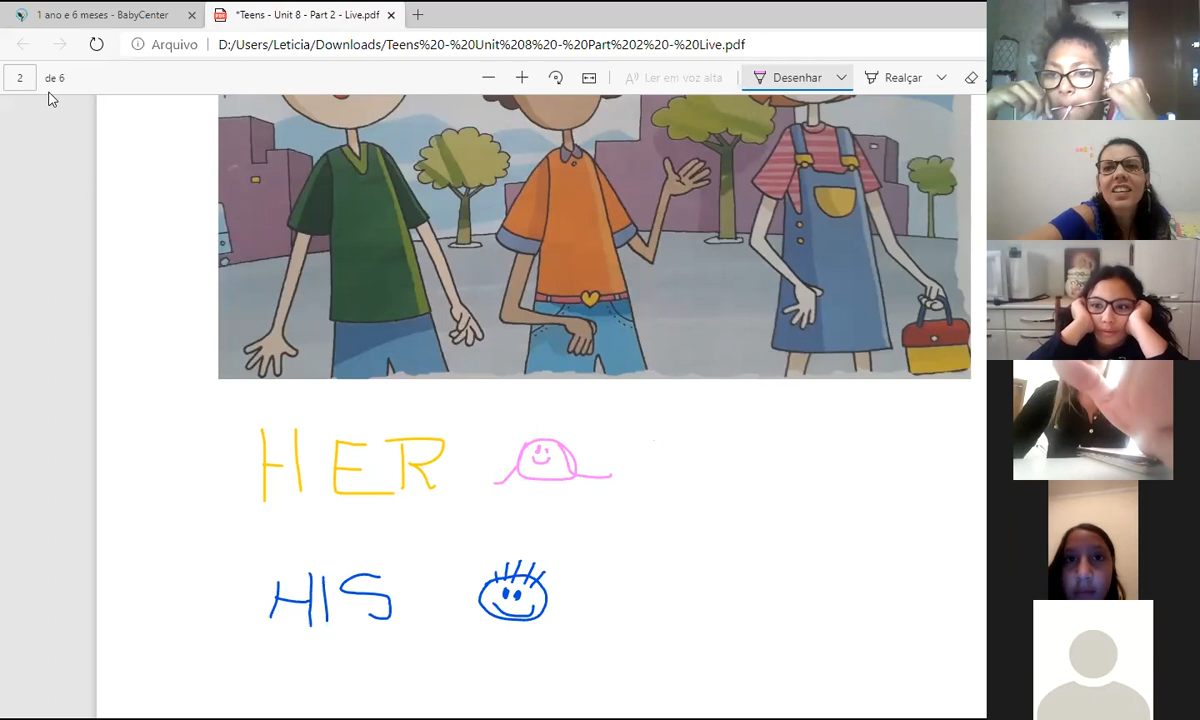 1 ano e 6 meses - BabyCenter
*Teens - Unit 8 - Part 2 - Live.pdf
Arquivo D:/Users/Leticia/Downloads/Teens%20-%20Unit%208%20-%20Part%202%20-%20Live.pdf
2 de 6
Ler em voz alta
Desenhar
Realçar
HER
HIS